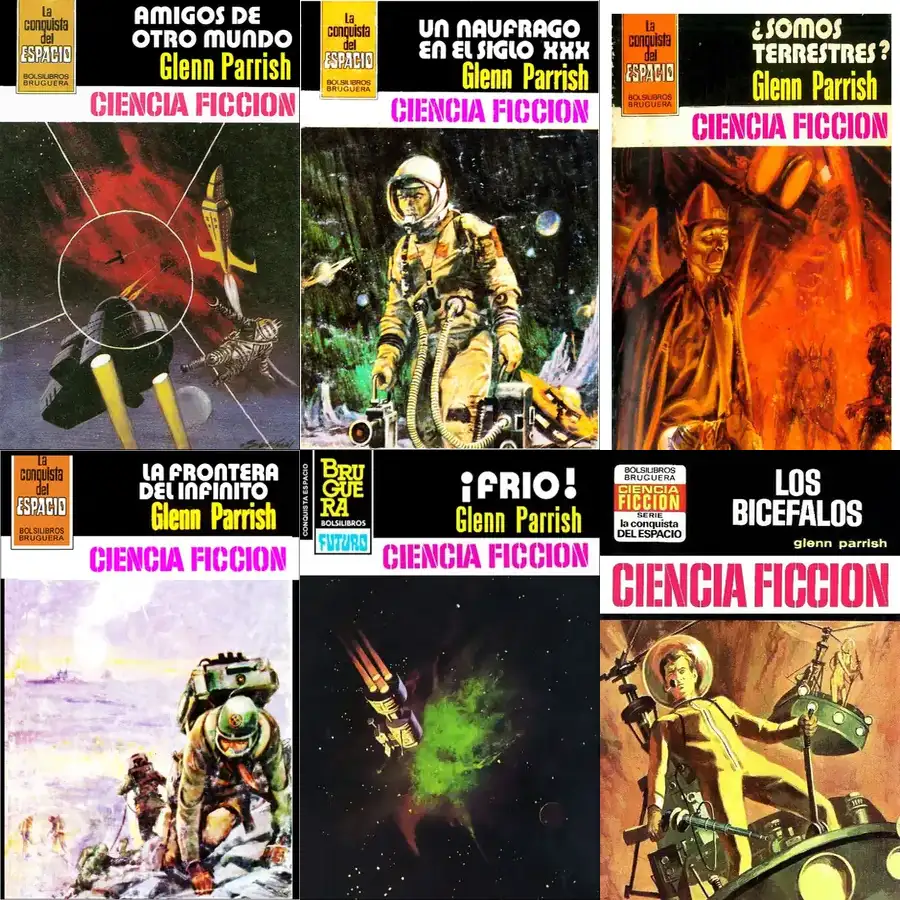 La
conquista
del
ESPACIO
BOLSILIBROS
BRUGUERA
AMIGOS DE
OTRO MUNDO
Glenn Parrish
CIENCIA FICCION
La
conquista
del
ESPACIO
BOLSILIBROS
BRUGUERA
UN NAUFRAGO
EN EL SIGLO XXX
Glenn Parrish
CIENCIA FICCION
La
conquista
del
ESPACIO
BOLSILIBROS
BRUGUERA
¿SOMOS
TERRESTRES?
Glenn Parrish
CIENCIA FICCION
La
conquista
del
ESPACIO
BOLSILIBROS
BRUGUERA
LA FRONTERA
DEL INFINITO
Glenn Parrish
CIENCIA FICCION
CONQUISTA ESPACIO
BRU
GUE
RA
BOLSILIBROS
FUTURO
¡FRIO!
Glenn Parrish
CIENCIA FICCION
BOLSILIBROS
BRUGUERA
CIENCIA
FICCION
SERIE
la conquista
DEL ESPACIO
LOS
BICEFALOS
glenn parrish
CIENCIA FICCION